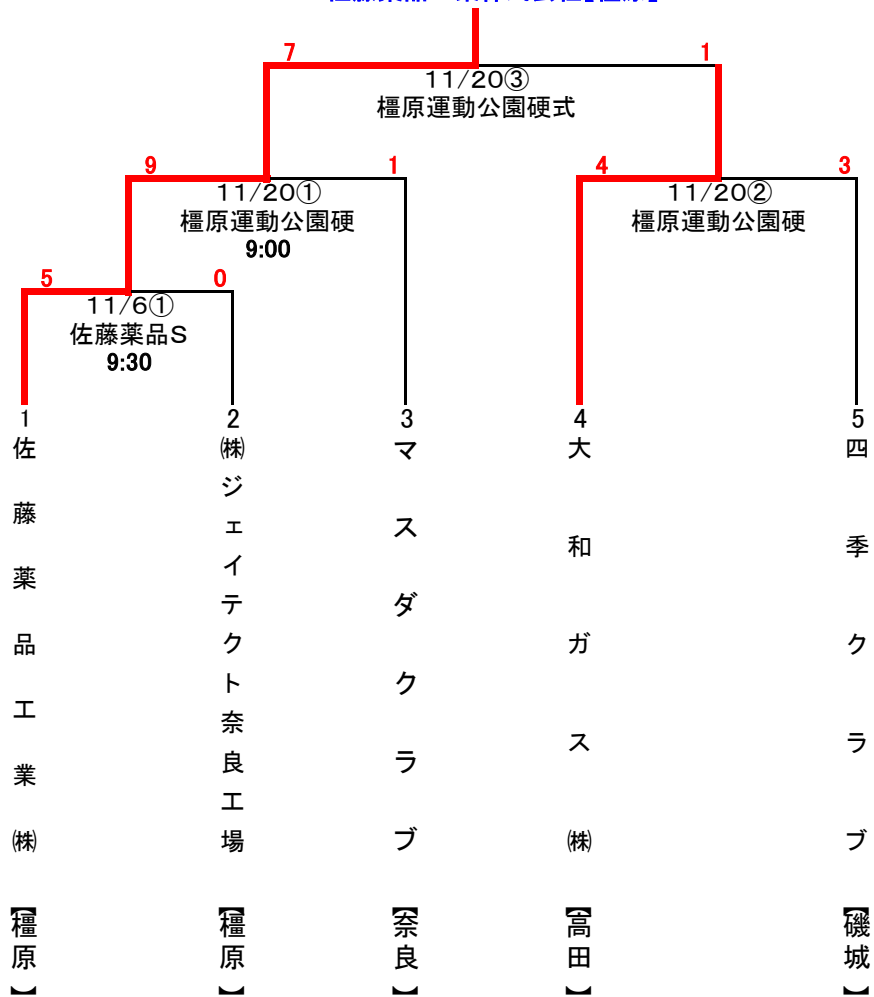 7
1
11/20③
橿原運動公園硬式
9
1
4
3
11/20①
橿原運動公園硬
9:00
11/20②
橿原運動公園硬
5
0
11/6①
佐藤薬品S
9:30
1
2
3
4
5
佐藤薬品工業㈱【橿原】
㈱ジェイテクト奈良工場【橿原】
マスダクラブ【奈良】
大和ガス㈱【高田】
四季クラブ【磯城】